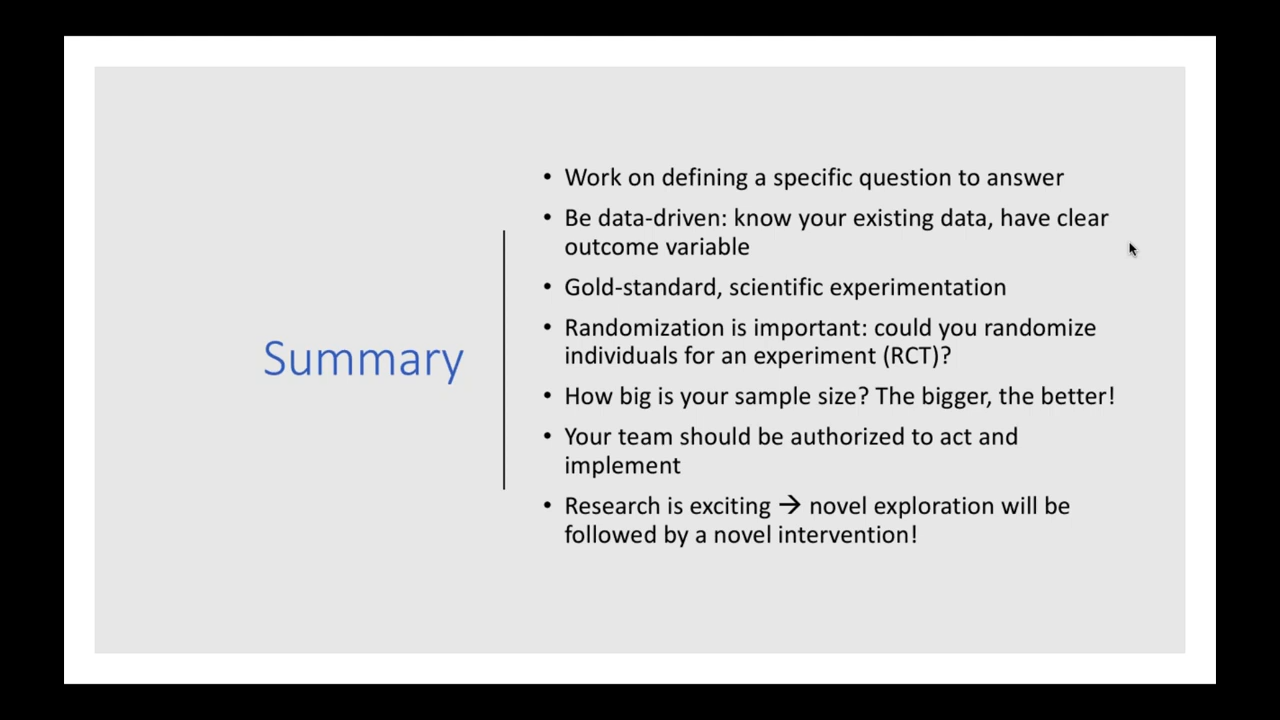 Summary
• Work on defining a specific question to answer
• Be data-driven: know your existing data, have clear
outcome variable
• Gold-standard, scientific experimentation
• Randomization is important: could you randomize
individuals for an experiment (RCT)?
• How big is your sample size? The bigger, the better!
• Your team should be authorized to act and
implement
• Research is exciting → novel exploration will be
followed by a novel intervention!